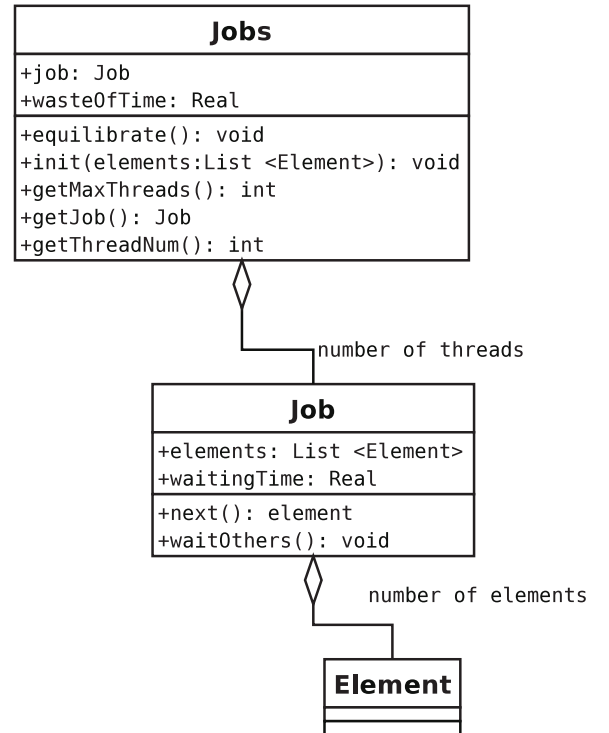 Jobs
+job: Job
+wasteOfTime: Real
+equilibrate(): void
+init(elements:List <Element>): void
+getMaxThreads(): int
+getJob(): Job
+getThreadNum(): int
number of threads
Job
+elements: List <Element>
+waitingTime: Real
+next(): element
+waitOthers(): void
number of elements
Element